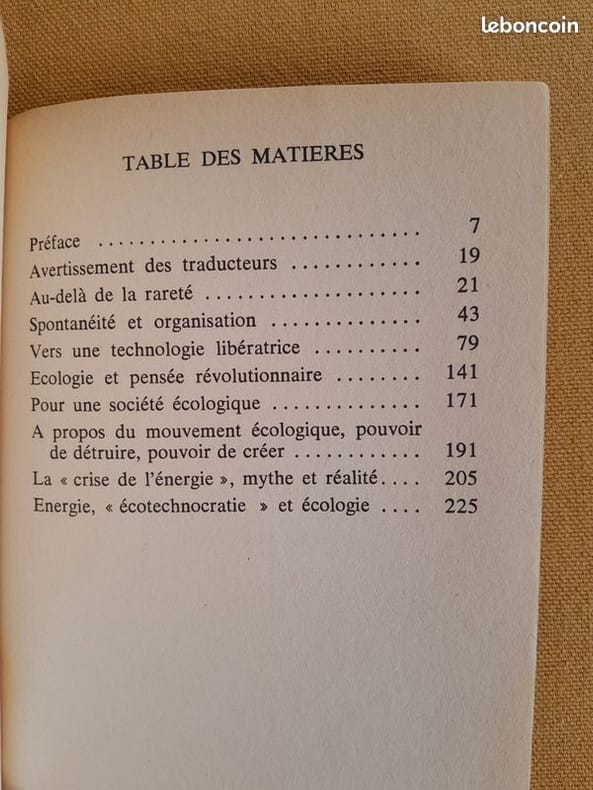 leboncoin
TABLE DES MATIERES
Préface ............................... 7
Avertissement des traducteurs ............ 19
Au-delà de la rareté .................... 21
Spontanéité et organisation .............. 43
Vers une technologie libératrice .......... 79
Ecologie et pensée révolutionnaire ........ 141
Pour une société écologique .............. 171
A propos du mouvement écologique, pouvoir
de détruire, pouvoir de créer ............ 191
La « crise de l'énergie », mythe et réalité.... 205
Energie, « écotechnocratie » et écologie .... 225